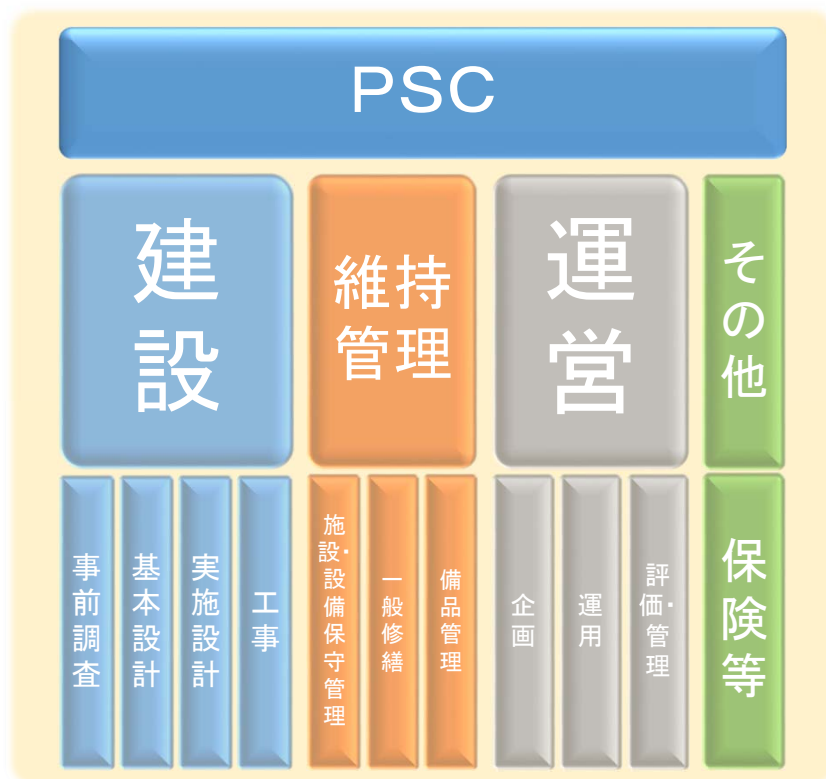 PSC
建設
維持
管理
運営
その他
事前調査
基本設計
実施設計
工事
施設・設備保守管理
一般修繕
備品管理
企画
運用
評価・管理
保険等